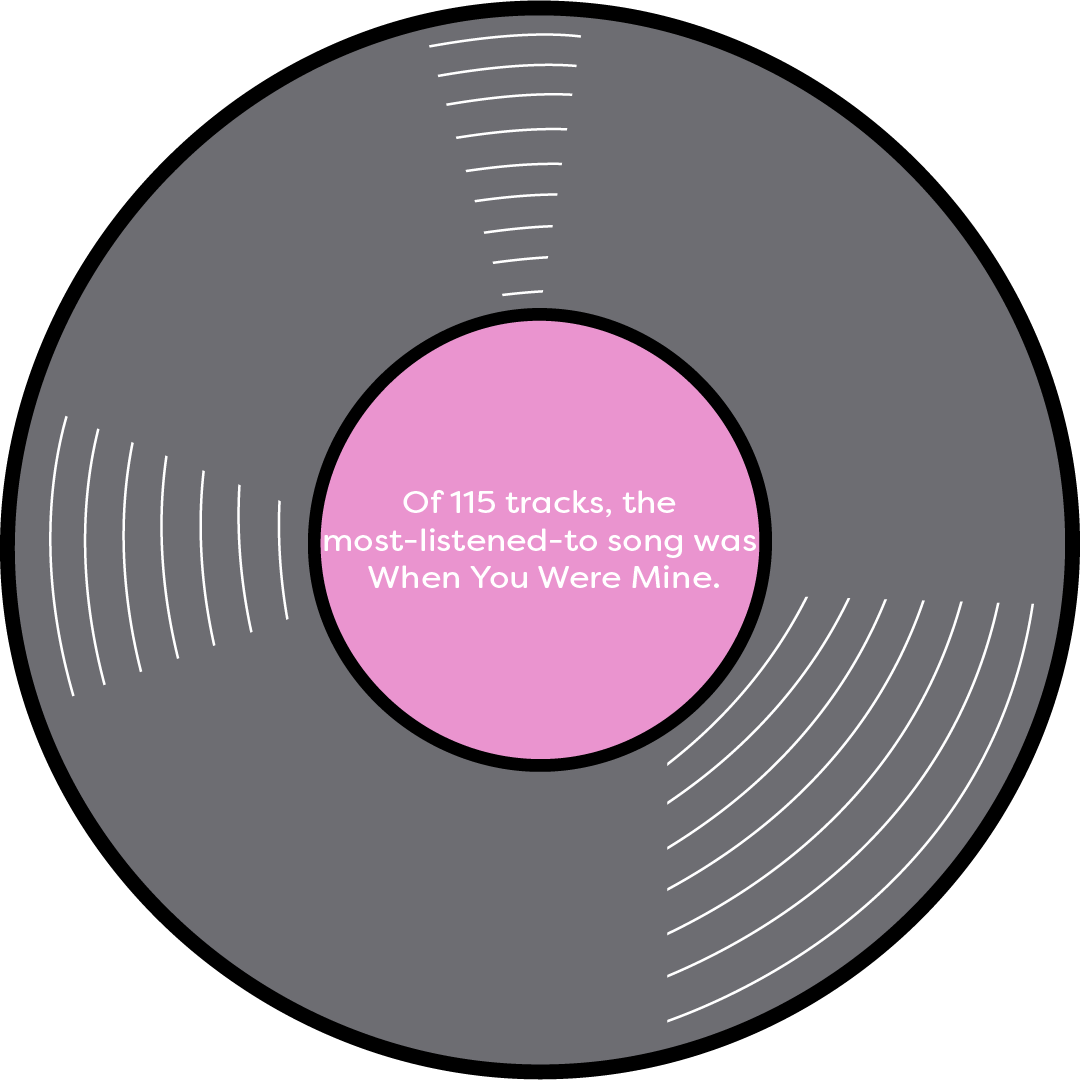 Of 115 tracks, the
most-listened-to song was
When You Were Mine.